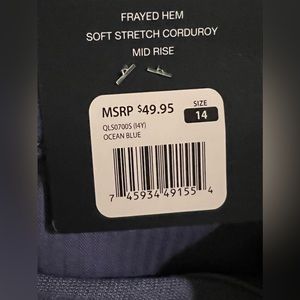 FRAYED HEM
SOFT STRETCH CORDUROY
MID RISE
MSRP $49.95
SIZE
14
QLS0700S (I4Y)
OCEAN BLUE
7 45934 49155 4